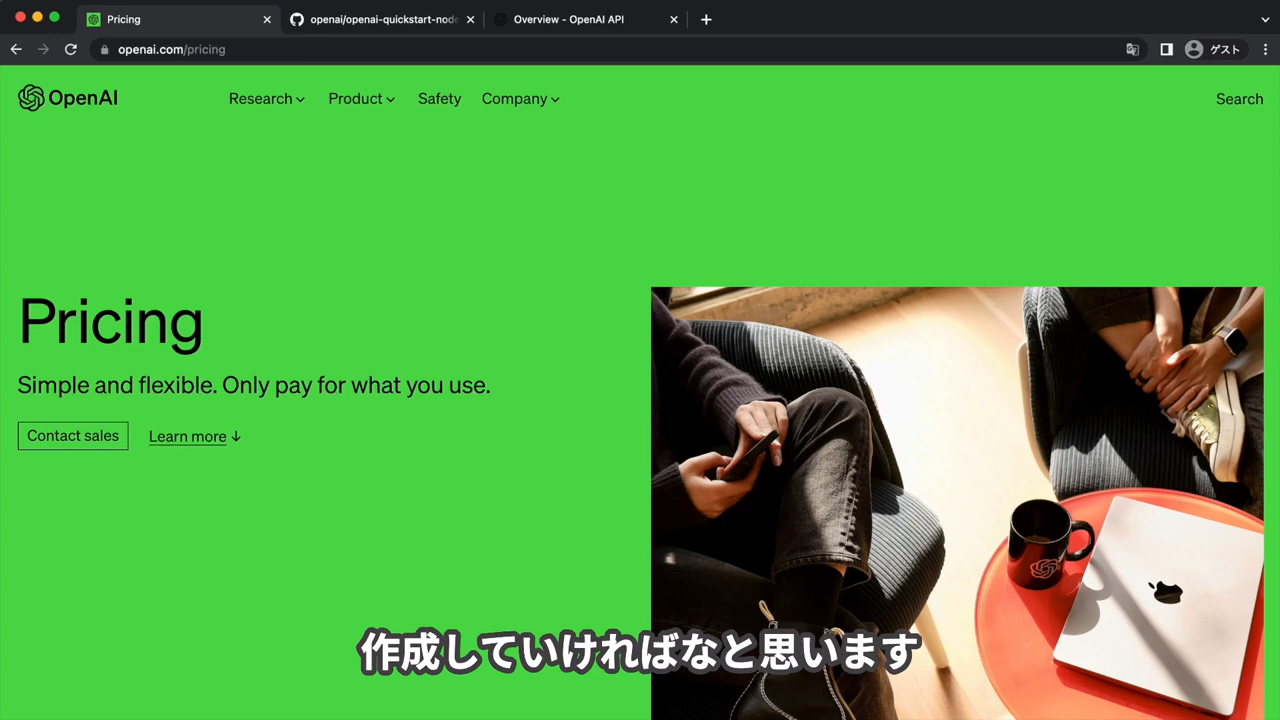 Pricing
openai/openai-quickstart-node
Overview - OpenAI API
openai.com/pricing
ゲスト
OpenAI
Research
Product
Safety
Company
Search
Pricing
Simple and flexible. Only pay for what you use.
Contact sales
Learn more ↓
作成していければなと思います